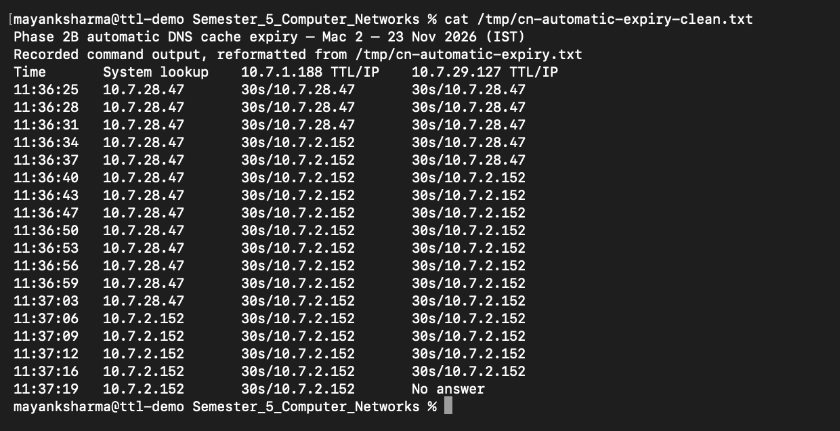 [mayanksharma@ttl-demo Semester_5_Computer_Networks % cat /tmp/cn-automatic-expiry-clean.txt
Phase 2B automatic DNS cache expiry — Mac 2 — 23 Nov 2026 (IST)
Recorded command output, reformatted from /tmp/cn-automatic-expiry.txt
Time System lookup 10.7.1.188 TTL/IP 10.7.29.127 TTL/IP
11:36:25 10.7.28.47 30s/10.7.28.47 30s/10.7.28.47
11:36:28 10.7.28.47 30s/10.7.28.47 30s/10.7.28.47
11:36:31 10.7.28.47 30s/10.7.28.47 30s/10.7.28.47
11:36:34 10.7.28.47 30s/10.7.2.152 30s/10.7.28.47
11:36:37 10.7.28.47 30s/10.7.2.152 30s/10.7.28.47
11:36:40 10.7.28.47 30s/10.7.2.152 30s/10.7.2.152
11:36:43 10.7.28.47 30s/10.7.2.152 30s/10.7.2.152
11:36:47 10.7.28.47 30s/10.7.2.152 30s/10.7.2.152
11:36:50 10.7.28.47 30s/10.7.2.152 30s/10.7.2.152
11:36:53 10.7.28.47 30s/10.7.2.152 30s/10.7.2.152
11:36:56 10.7.28.47 30s/10.7.2.152 30s/10.7.2.152
11:36:59 10.7.28.47 30s/10.7.2.152 30s/10.7.2.152
11:37:03 10.7.28.47 30s/10.7.2.152 30s/10.7.2.152
11:37:06 10.7.2.152 30s/10.7.2.152 30s/10.7.2.152
11:37:09 10.7.2.152 30s/10.7.2.152 30s/10.7.2.152
11:37:12 10.7.2.152 30s/10.7.2.152 30s/10.7.2.152
11:37:16 10.7.2.152 30s/10.7.2.152 30s/10.7.2.152
11:37:19 10.7.2.152 30s/10.7.2.152 No answer
mayanksharma@ttl-demo Semester_5_Computer_Networks %